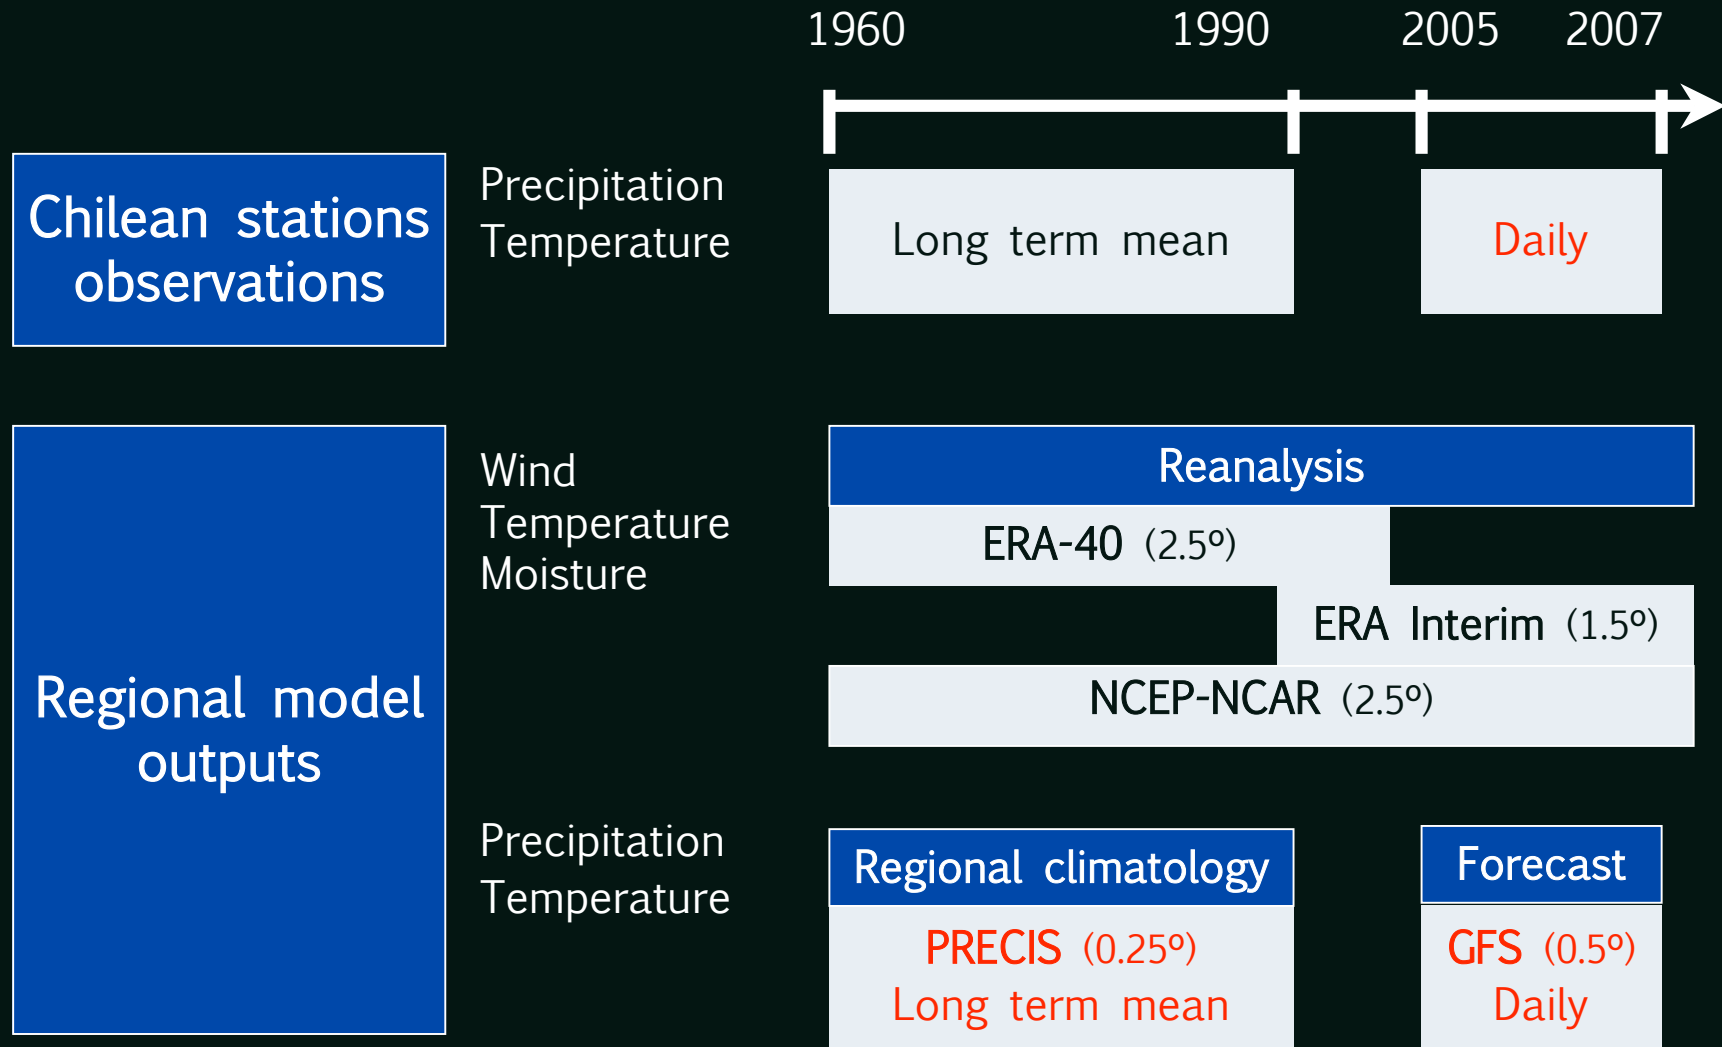 1960 1990 2005 2007
Chilean stations
observations
Precipitation
Temperature
Long term mean
Daily
Regional model
outputs
Wind
Temperature
Moisture
Reanalysis
ERA-40 (2.5º)
ERA Interim (1.5º)
NCEP-NCAR (2.5º)
Precipitation
Temperature
Regional climatology
PRECIS (0.25º)
Long term mean
Forecast
GFS (0.5º)
Daily